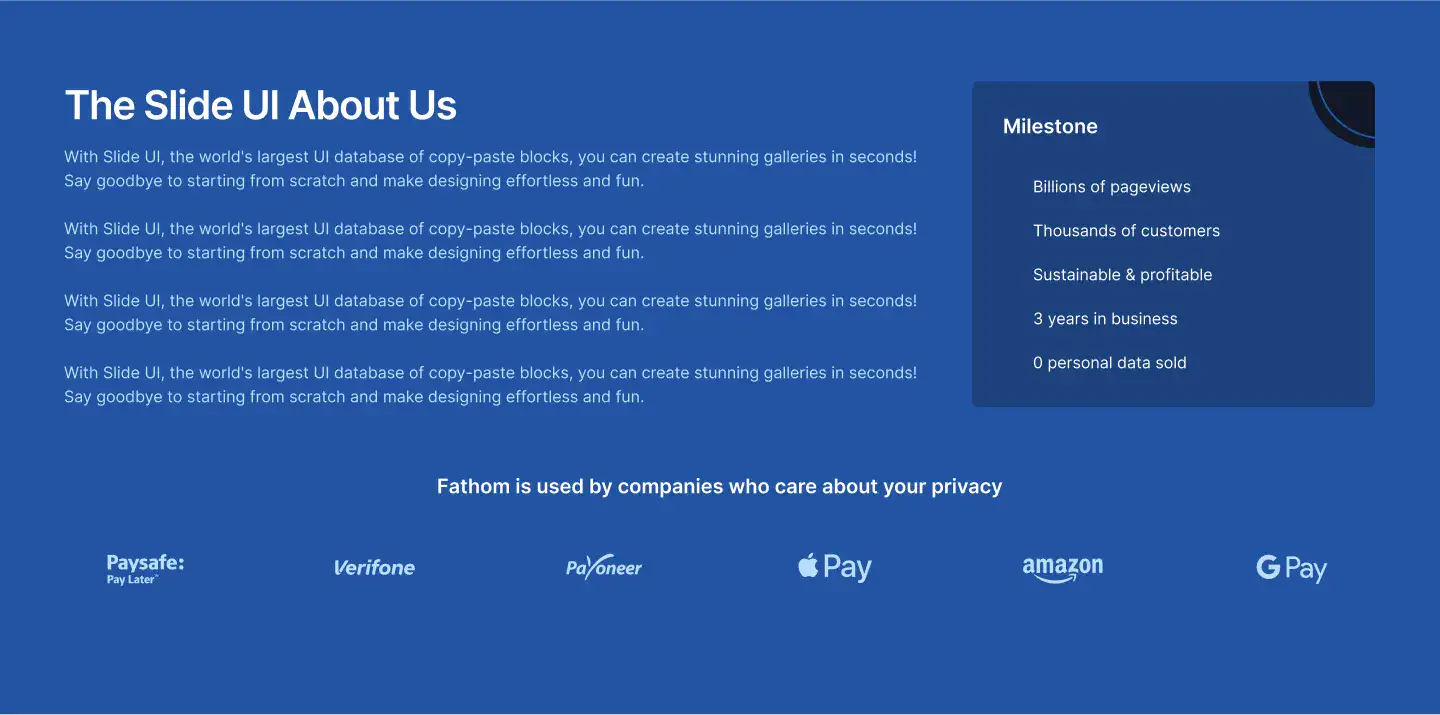 The Slide UI About Us
With Slide UI, the world's largest UI database of copy-paste blocks, you can create stunning galleries in seconds!
Say goodbye to starting from scratch and make designing effortless and fun.
With Slide UI, the world's largest UI database of copy-paste blocks, you can create stunning galleries in seconds!
Say goodbye to starting from scratch and make designing effortless and fun.
With Slide UI, the world's largest UI database of copy-paste blocks, you can create stunning galleries in seconds!
Say goodbye to starting from scratch and make designing effortless and fun.
With Slide UI, the world's largest UI database of copy-paste blocks, you can create stunning galleries in seconds!
Say goodbye to starting from scratch and make designing effortless and fun.
Milestone
Billions of pageviews
Thousands of customers
Sustainable & profitable
3 years in business
0 personal data sold
Fathom is used by companies who care about your privacy
Paysafe:
Pay Later™
Verifone
Payoneer
Pay
amazon
G Pay